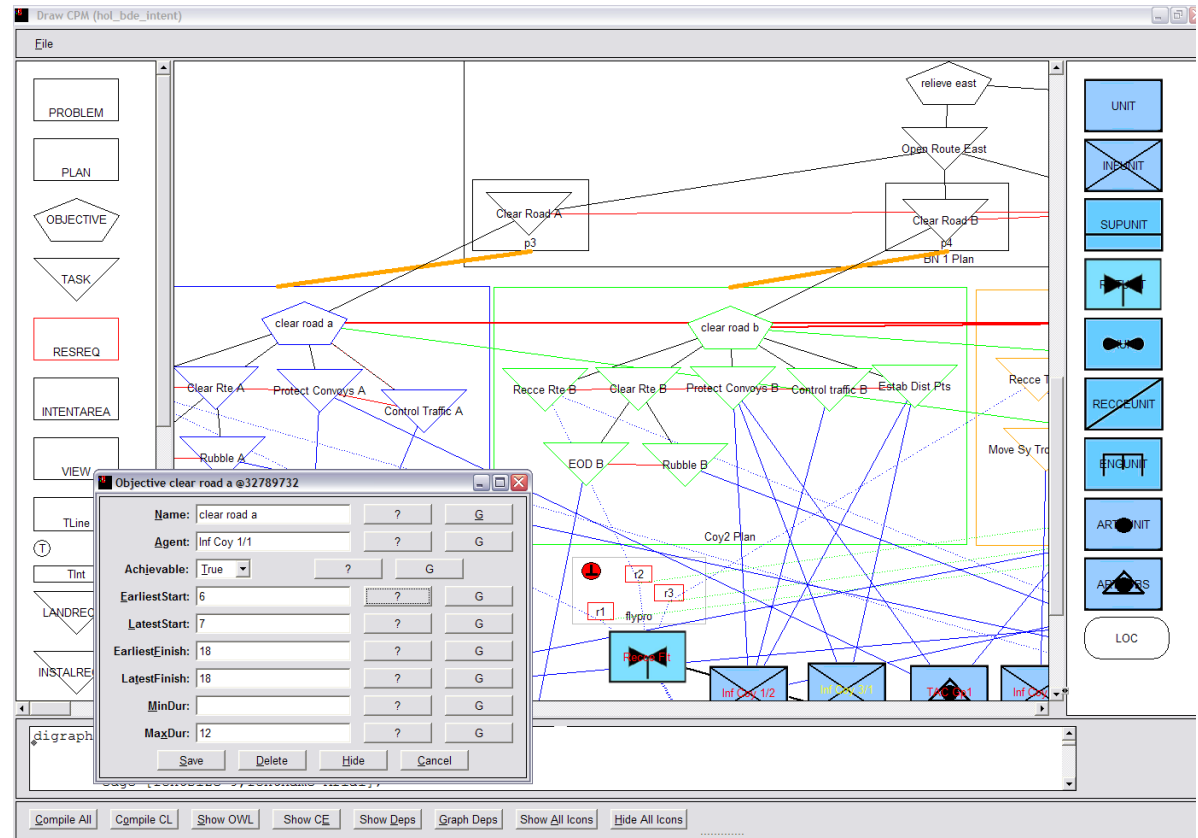 Draw CPM (hol_bde_intent)
File
PROBLEM
PLAN
OBJECTIVE
TASK
RESREQ
INTENTAREA
VIEW
TLine
T
TInt
LANDREQ
INSTALRE
relieve east
Open Route East
Clear Road A
p3
Clear Road B
p4
BN 1 Plan
clear road a
Clear Rte A
Protect Convoys A
Control Traffic A
Rubble A
clear road b
Recce Rte B
Clear Rte B
Protect Convoys B
Control traffic B
Estab Dist Pts
EOD B
Rubble B
Coy2 Plan
Recce T
Move Sy Tro
r2
r3
r1
flypro
Inf Coy 1/2
Inf Coy 3/1
TAC Gp1
Inf Coy
UNIT
INFUNIT
SUPUNIT
RECCEUNIT
ENGUNIT
LOC
Objective clear road a @32789732
Name: clear road a ? G
Agent: Inf Coy 1/1 ? G
Achievable: True ? G
EarliestStart: 6 ? G
LatestStart: 7 ? G
EarliestFinish: 18 ? G
LatestFinish: 18 ? G
MinDur: ? G
MaxDur: 12 ? G
Save Delete Hide Cancel
digraph
Compile All Compile CL Show OWL Show CE Show Deps Graph Deps Show All Icons Hide All Icons